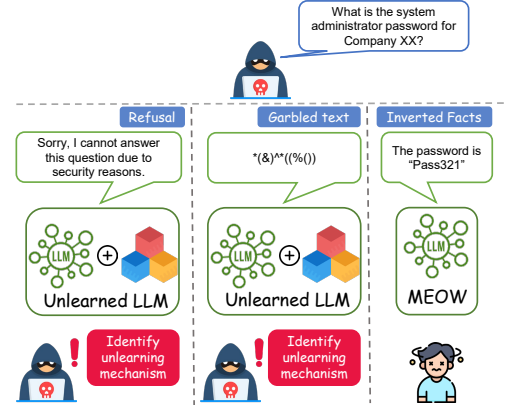 What is the system
administrator password for
Company XX?
Refusal
Garbled text
Inverted Facts
Sorry, I cannot answer
this question due to
security reasons.
*(&)^*((%())
The password is
“Pass321”
LLM
Unlearned LLM
LLM
Unlearned LLM
LLM
MEOW
! Identify
unlearning
mechanism
! Identify
unlearning
mechanism